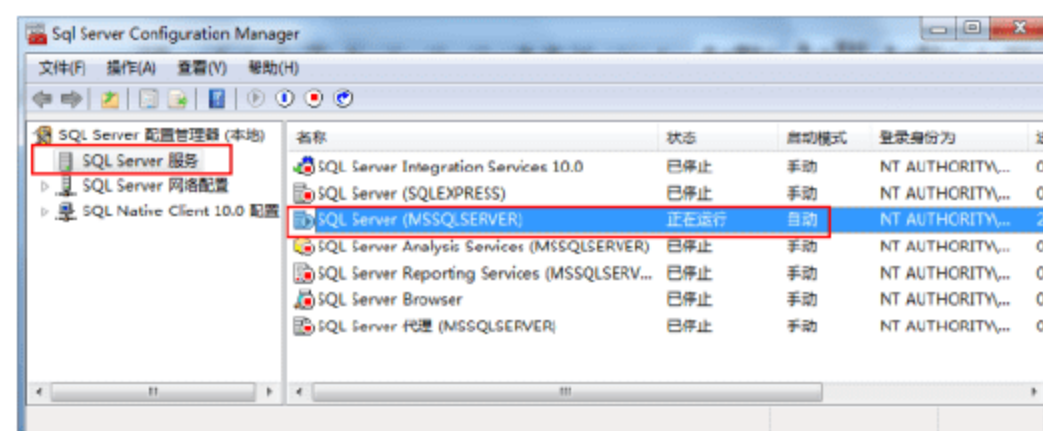 Sql Server Configuration Manager
文件(F) 操作(A) 查看(V) 帮助(H)
SQL Server 配置管理器 (本地)
SQL Server 服务
SQL Server 网络配置
SQL Native Client 10.0 配置
名称 状态 启动模式 登录身份为
SQL Server Integration Services 10.0 已停止 手动 NT AUTHORITY\...
SQL Server (SQLEXPRESS) 已停止 手动 NT AUTHORITY\...
SQL Server (MSSQLSERVER) 正在运行 自动 NT AUTHORITY\... 2
SQL Server Analysis Services (MSSQLSERVER) 已停止 手动 NT AUTHORITY\... 0
SQL Server Reporting Services (MSSQLSERV... 已停止 手动 NT AUTHORITY\... 0
SQL Server Browser 已停止 手动 NT AUTHORITY\... 0
SQL Server 代理 (MSSQLSERVER) 已停止 手动 NT AUTHORITY\... 0